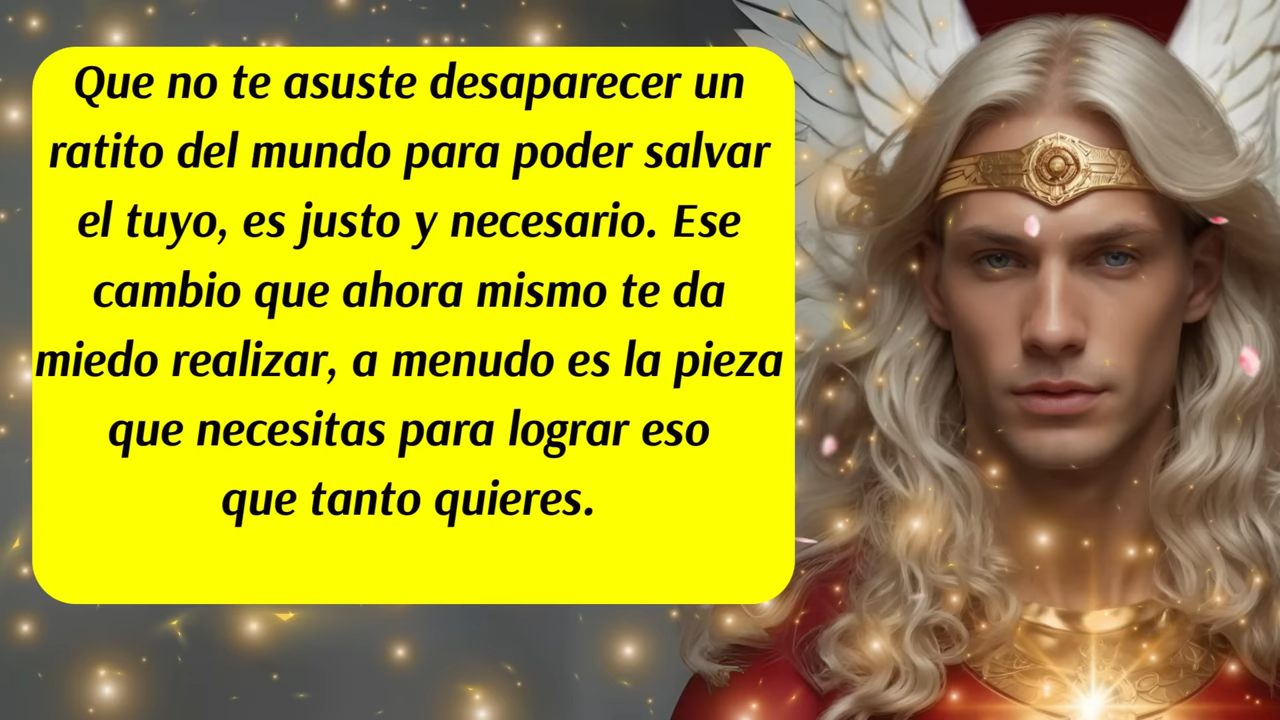 Que no te asuste desaparecer un
ratito del mundo para poder salvar
el tuyo, es justo y necesario. Ese
cambio que ahora mismo te da
miedo realizar, a menudo es la pieza
que necesitas para lograr eso
que tanto quieres.